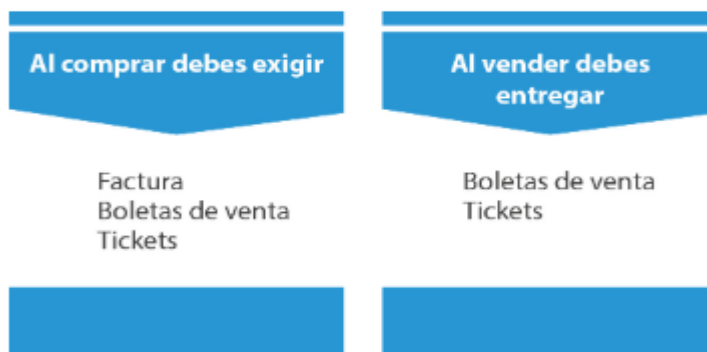 Al comprar debes exigir
Factura
Boletas de venta
Tickets
Al vender debes
entregar
Boletas de venta
Tickets